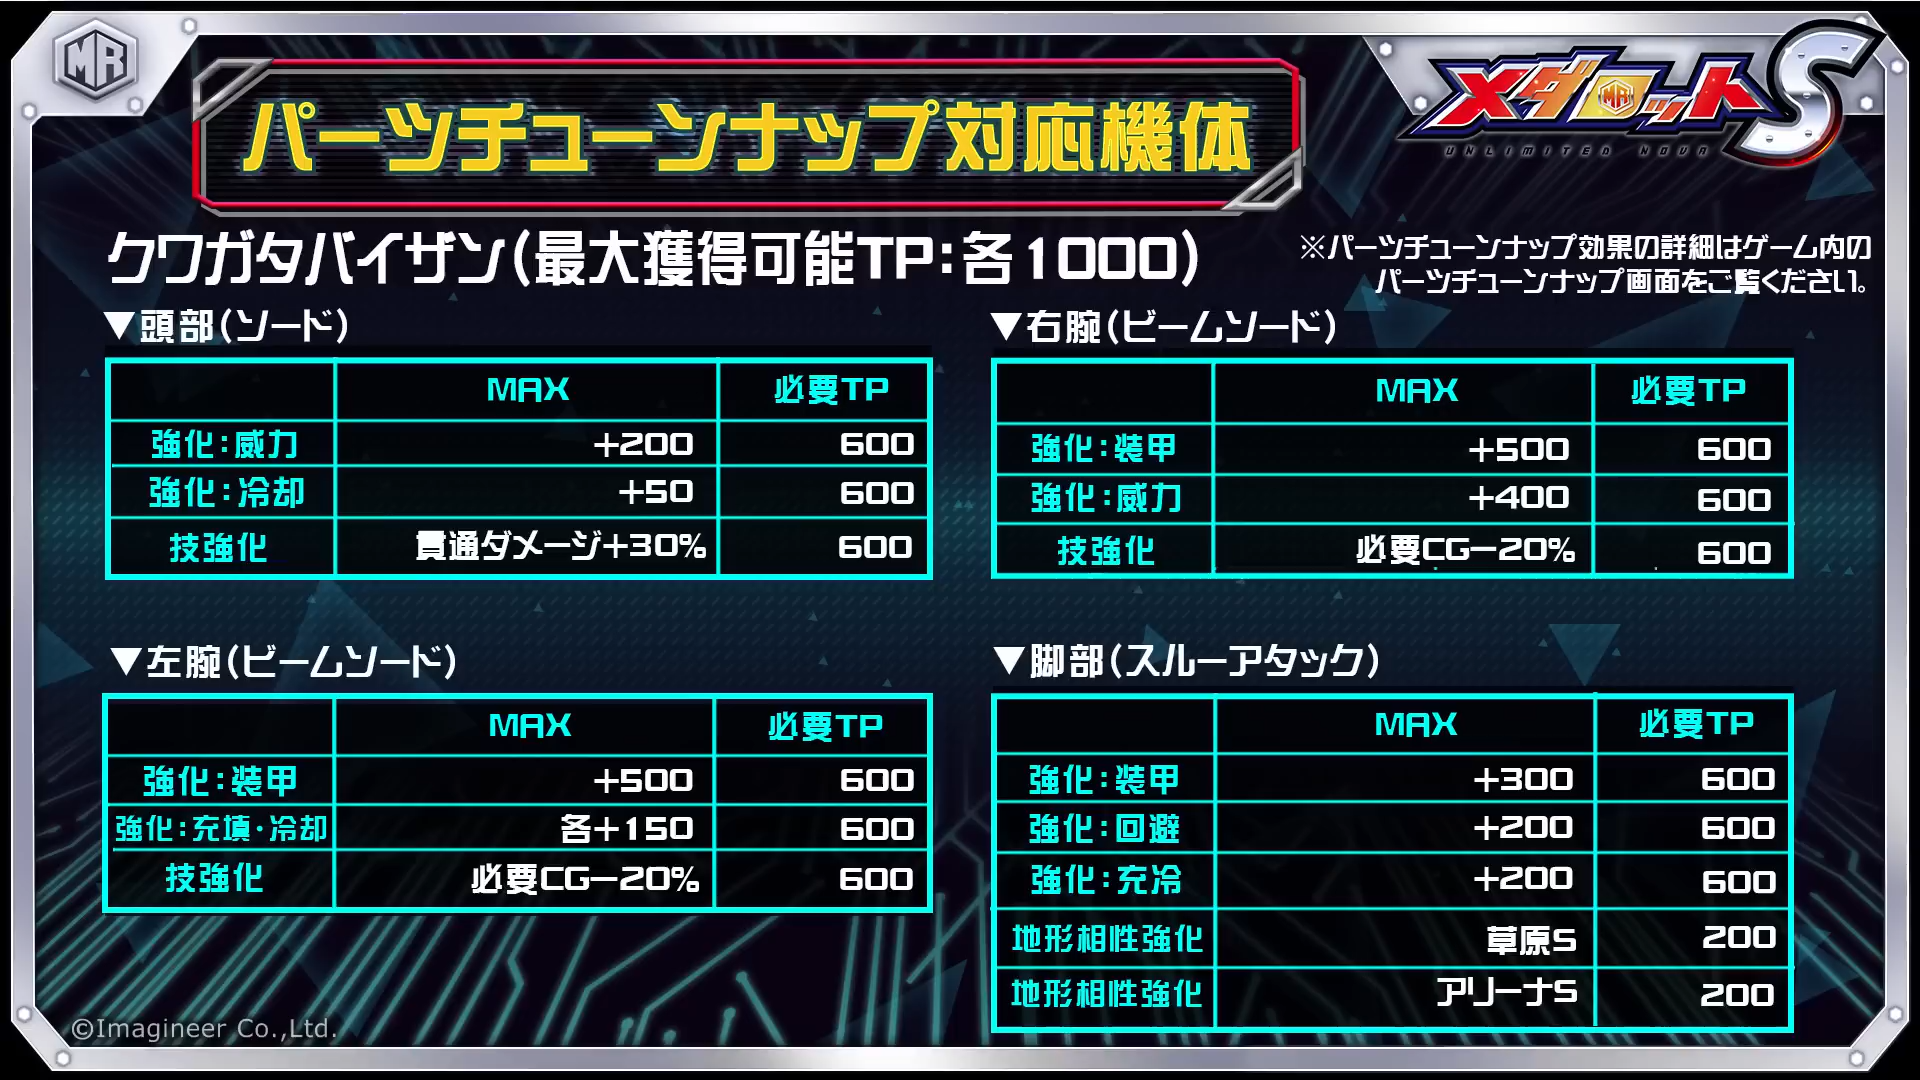 MR
メダロットS
UNLIMITED NOVA
パーツチューンナップ対応機体
クワガタバイザン(最大獲得可能TP:各1000)
※パーツチューンナップ効果の詳細はゲーム内の
パーツチューンナップ画面をご覧ください。
▼頭部(ソード)
MAX 必要TP
強化:威力 +200 600
強化:冷却 +50 600
技強化 貫通ダメージ+30% 600
▼右腕(ビームソード)
MAX 必要TP
強化:装甲 +500 600
強化:威力 +400 600
技強化 必要CG−20% 600
▼左腕(ビームソード)
MAX 必要TP
強化:装甲 +500 600
強化:充填・冷却 各+150 600
技強化 必要CG−20% 600
▼脚部(スルーアタック)
MAX 必要TP
強化:装甲 +300 600
強化:回避 +200 600
強化:充冷 +200 600
地形相性強化 草原S 200
地形相性強化 アリーナS 200
©Imagineer Co.,Ltd.